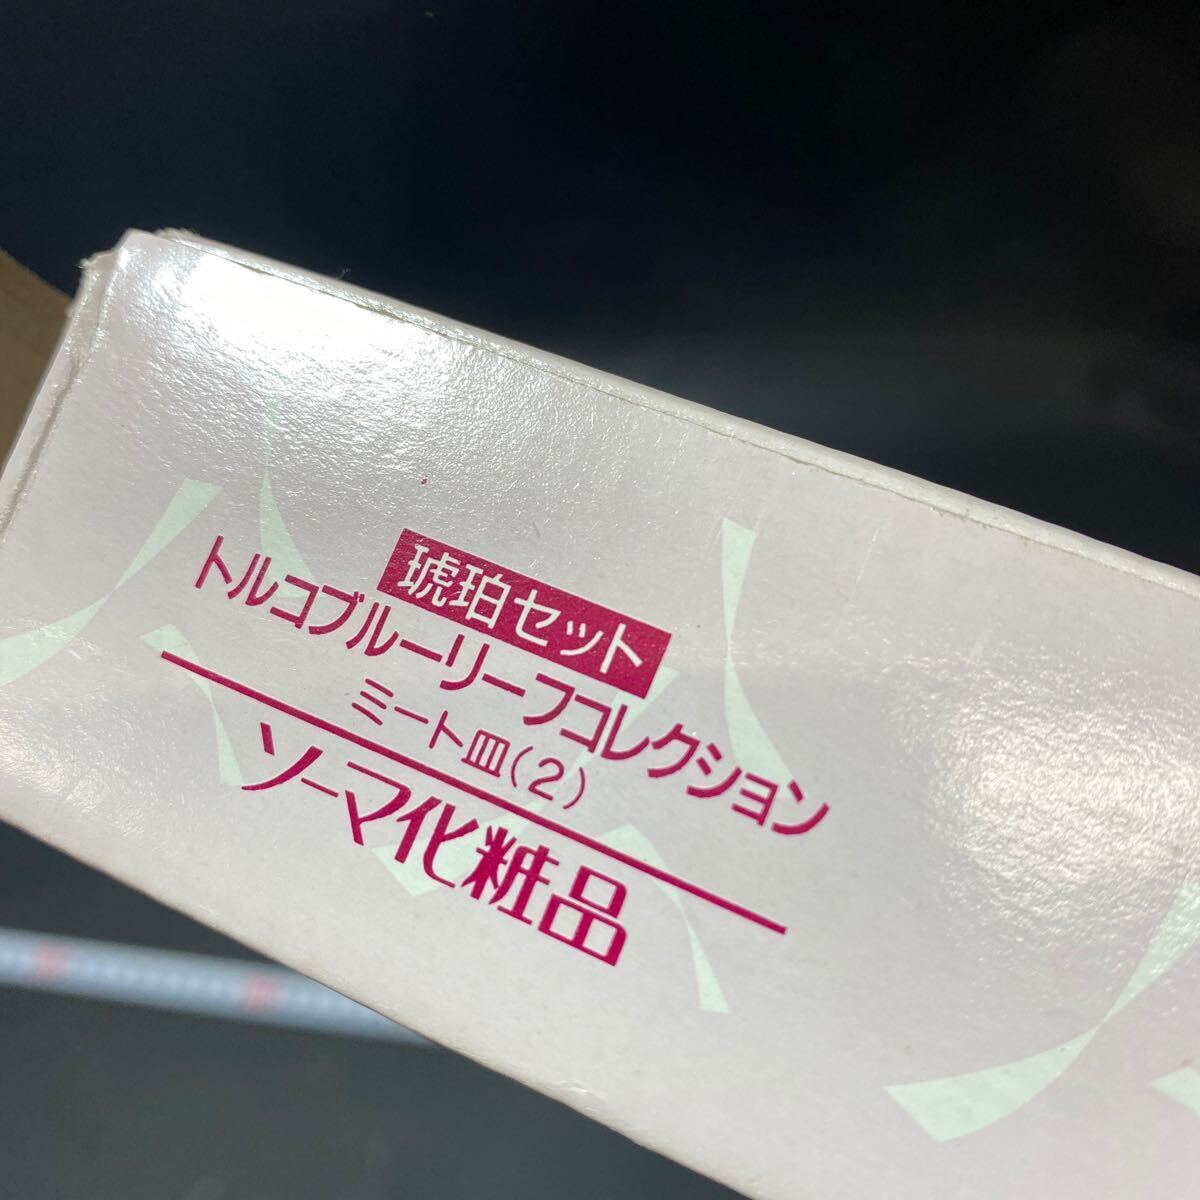 琥珀セット
トルコブルーリーフコレクション
ミート皿(2)
ソーマ化粧品